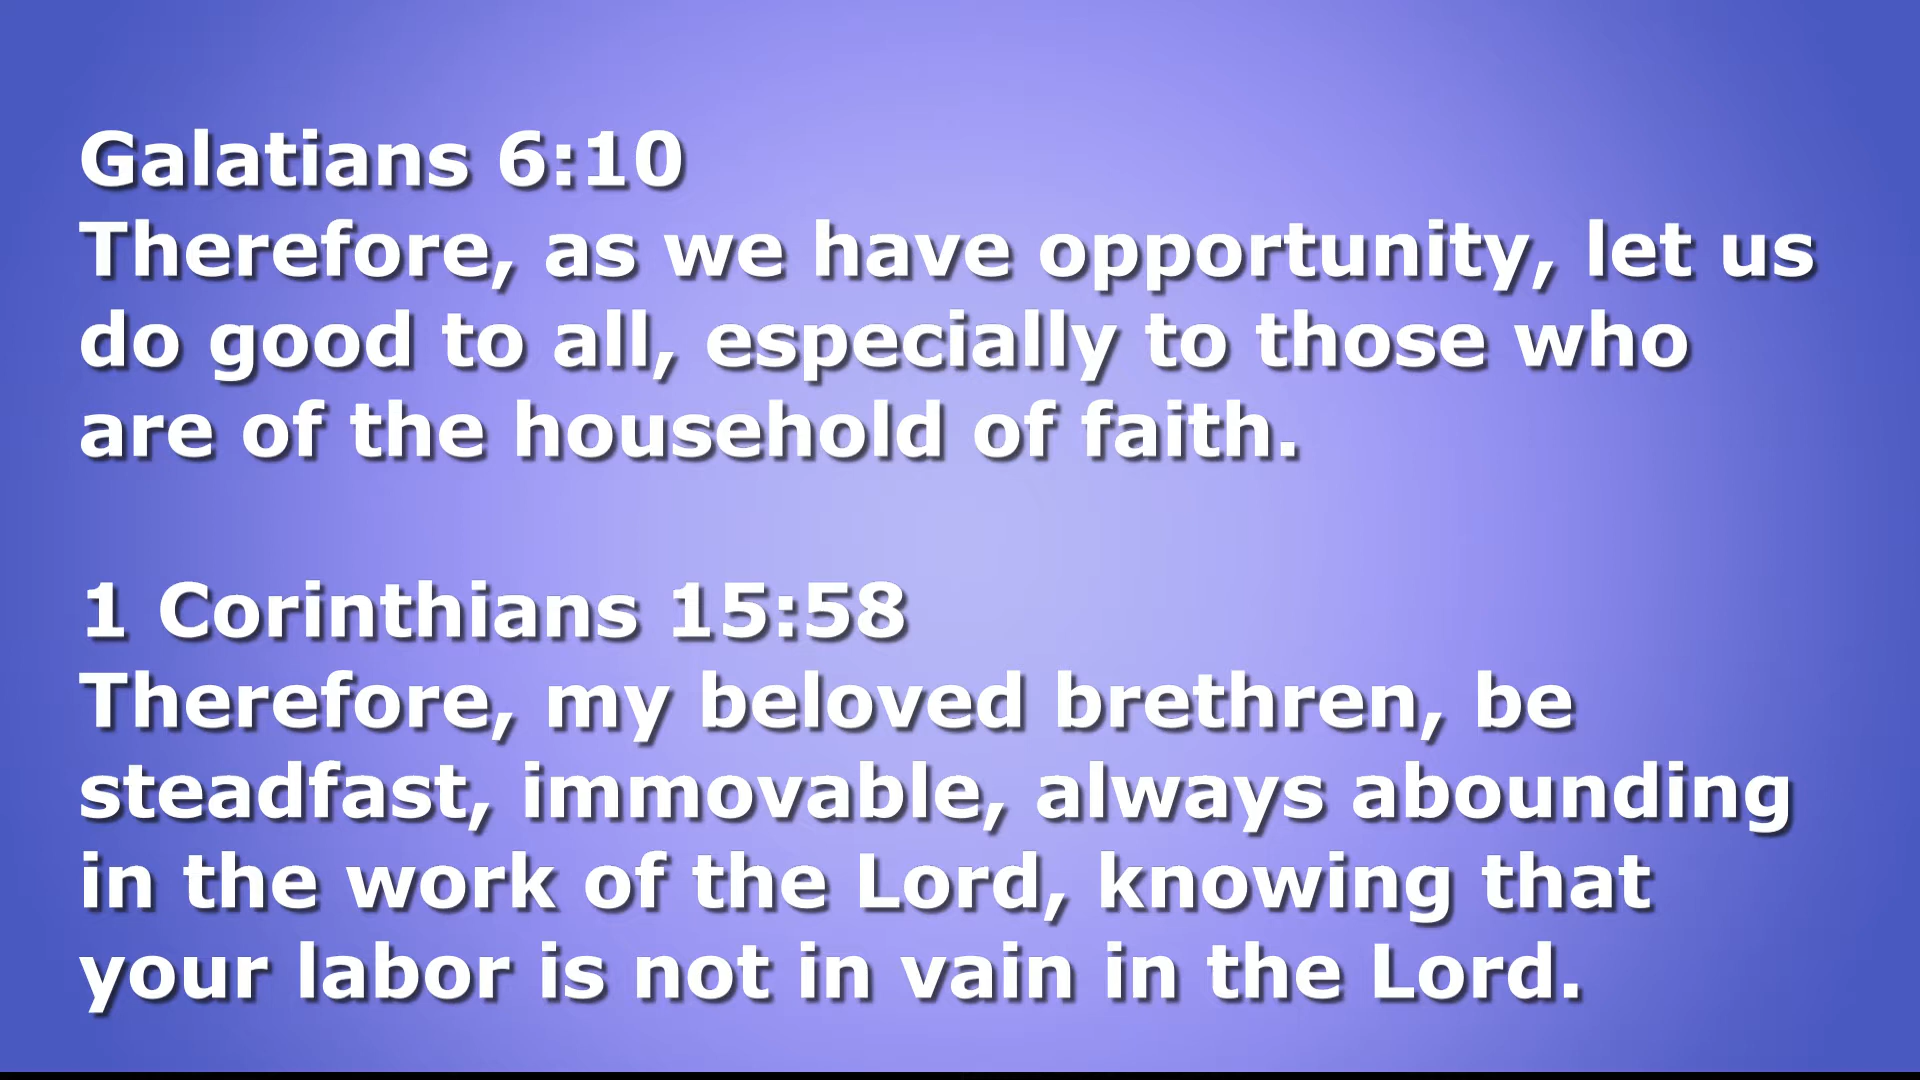 Galatians 6:10
Therefore, as we have opportunity, let us
do good to all, especially to those who
are of the household of faith.
1 Corinthians 15:58
Therefore, my beloved brethren, be
steadfast, immovable, always abounding
in the work of the Lord, knowing that
your labor is not in vain in the Lord.